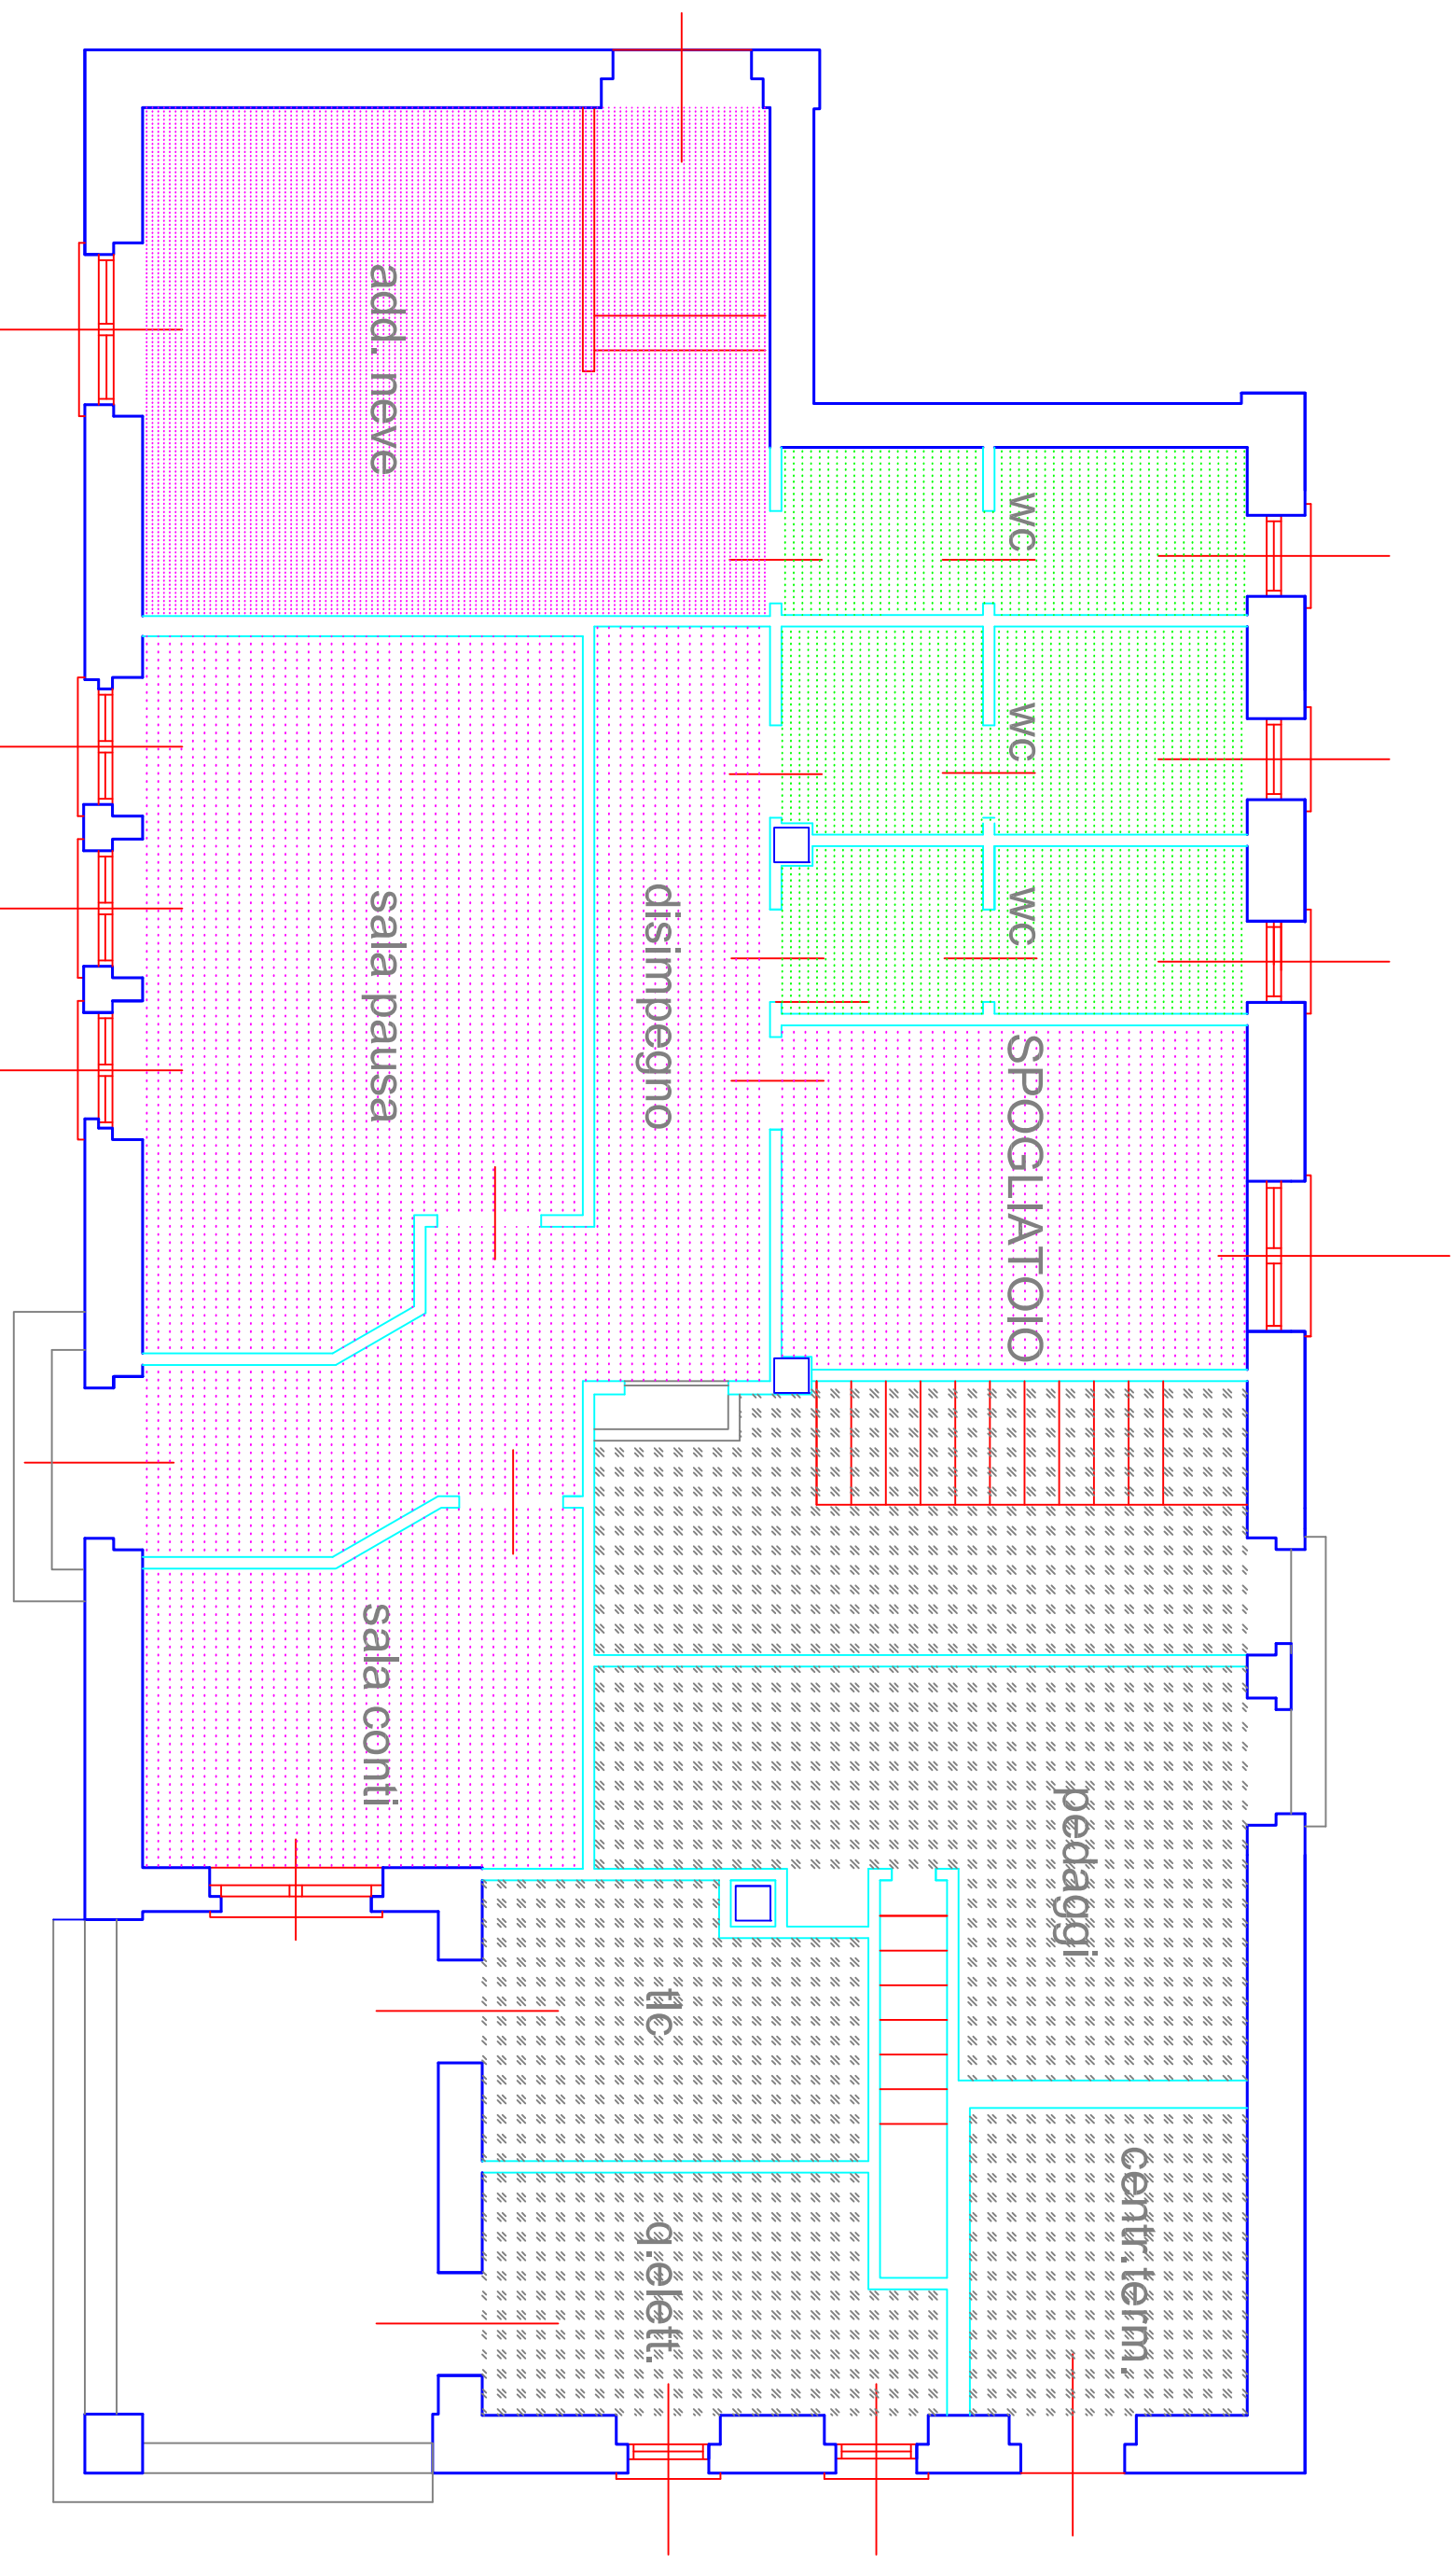 add. neve
wc
wc
wc
sala pausa
disimpegno
SPOGLIATOIO
sala conti
pedaggi
tlc
q.elett.
centr.term.